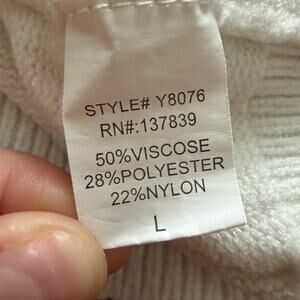 STYLE# Y8076
RN#:137839
50%VISCOSE
28%POLYESTER
22%NYLON
L